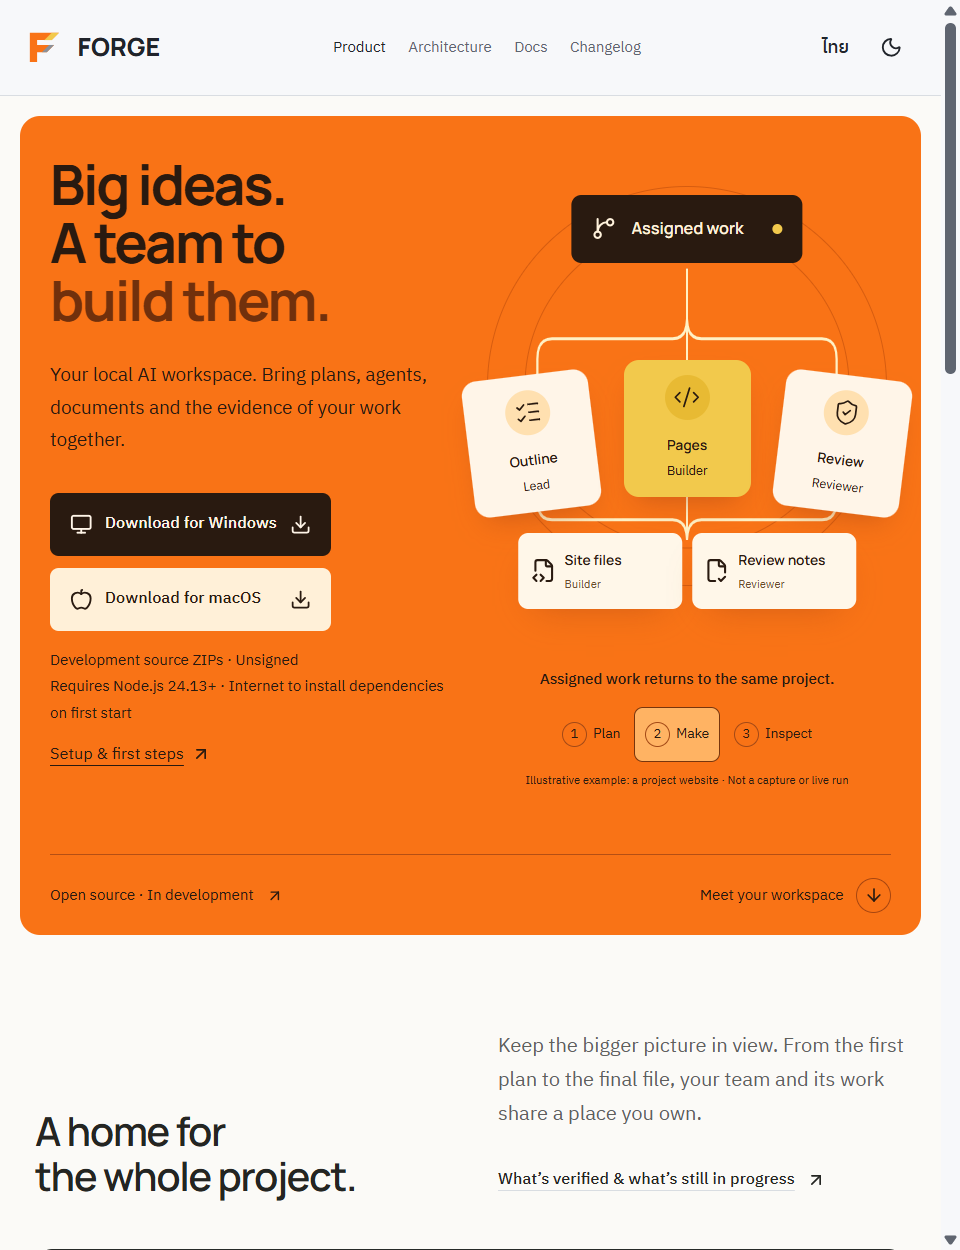 FORGE
Product
Architecture
Docs
Changelog
ไทย
Big ideas.
A team to
build them.
Your local AI workspace. Bring plans, agents,
documents and the evidence of your work
together.
Download for Windows
Download for macOS
Development source ZIPs · Unsigned
Requires Node.js 24.13+ · Internet to install dependencies
on first start
Setup & first steps
Assigned work
Outline
Lead
Pages
Builder
Review
Reviewer
Site files
Builder
Review notes
Reviewer
Assigned work returns to the same project.
1 Plan
2 Make
3 Inspect
Illustrative example: a project website · Not a capture or live run
Open source · In development
Meet your workspace
A home for
the whole project.
Keep the bigger picture in view. From the first
plan to the final file, your team and its work
share a place you own.
What’s verified & what’s still in progress